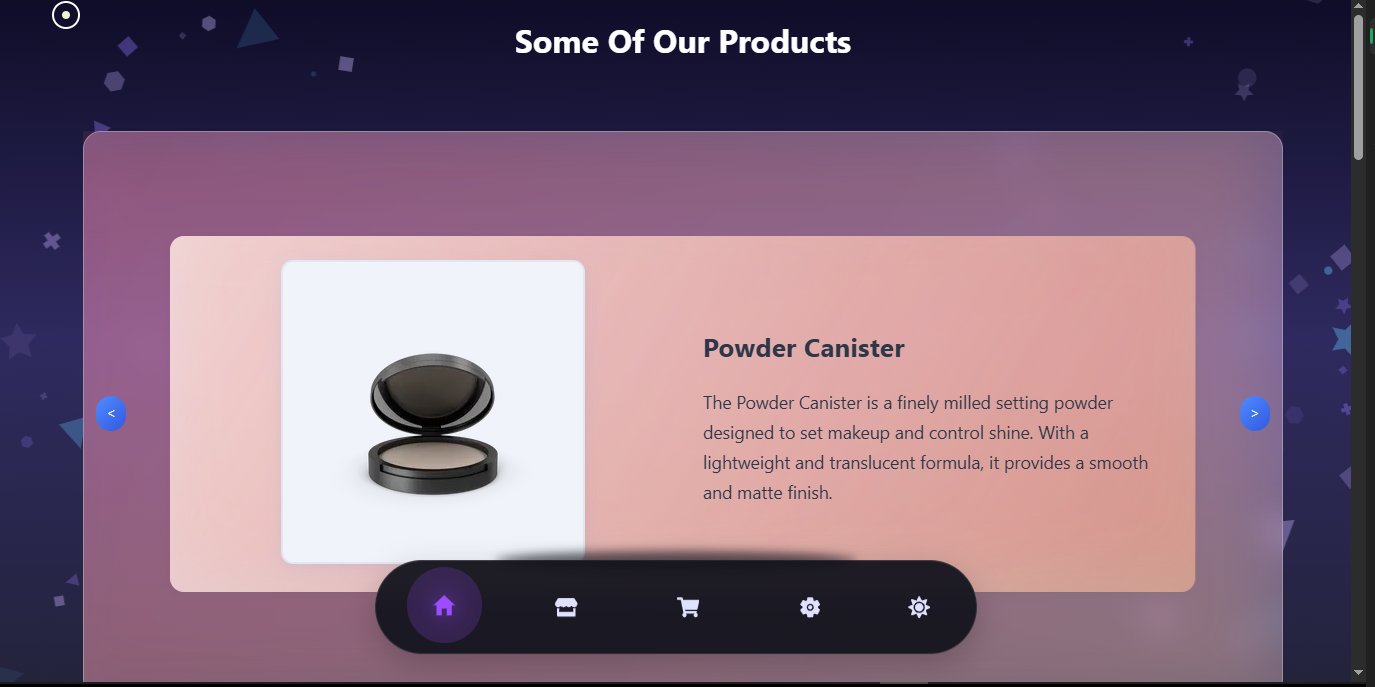 Some Of Our Products
Powder Canister
The Powder Canister is a finely milled setting powder
designed to set makeup and control shine. With a
<
>
lightweight and translucent formula, it provides a smooth
and matte finish.